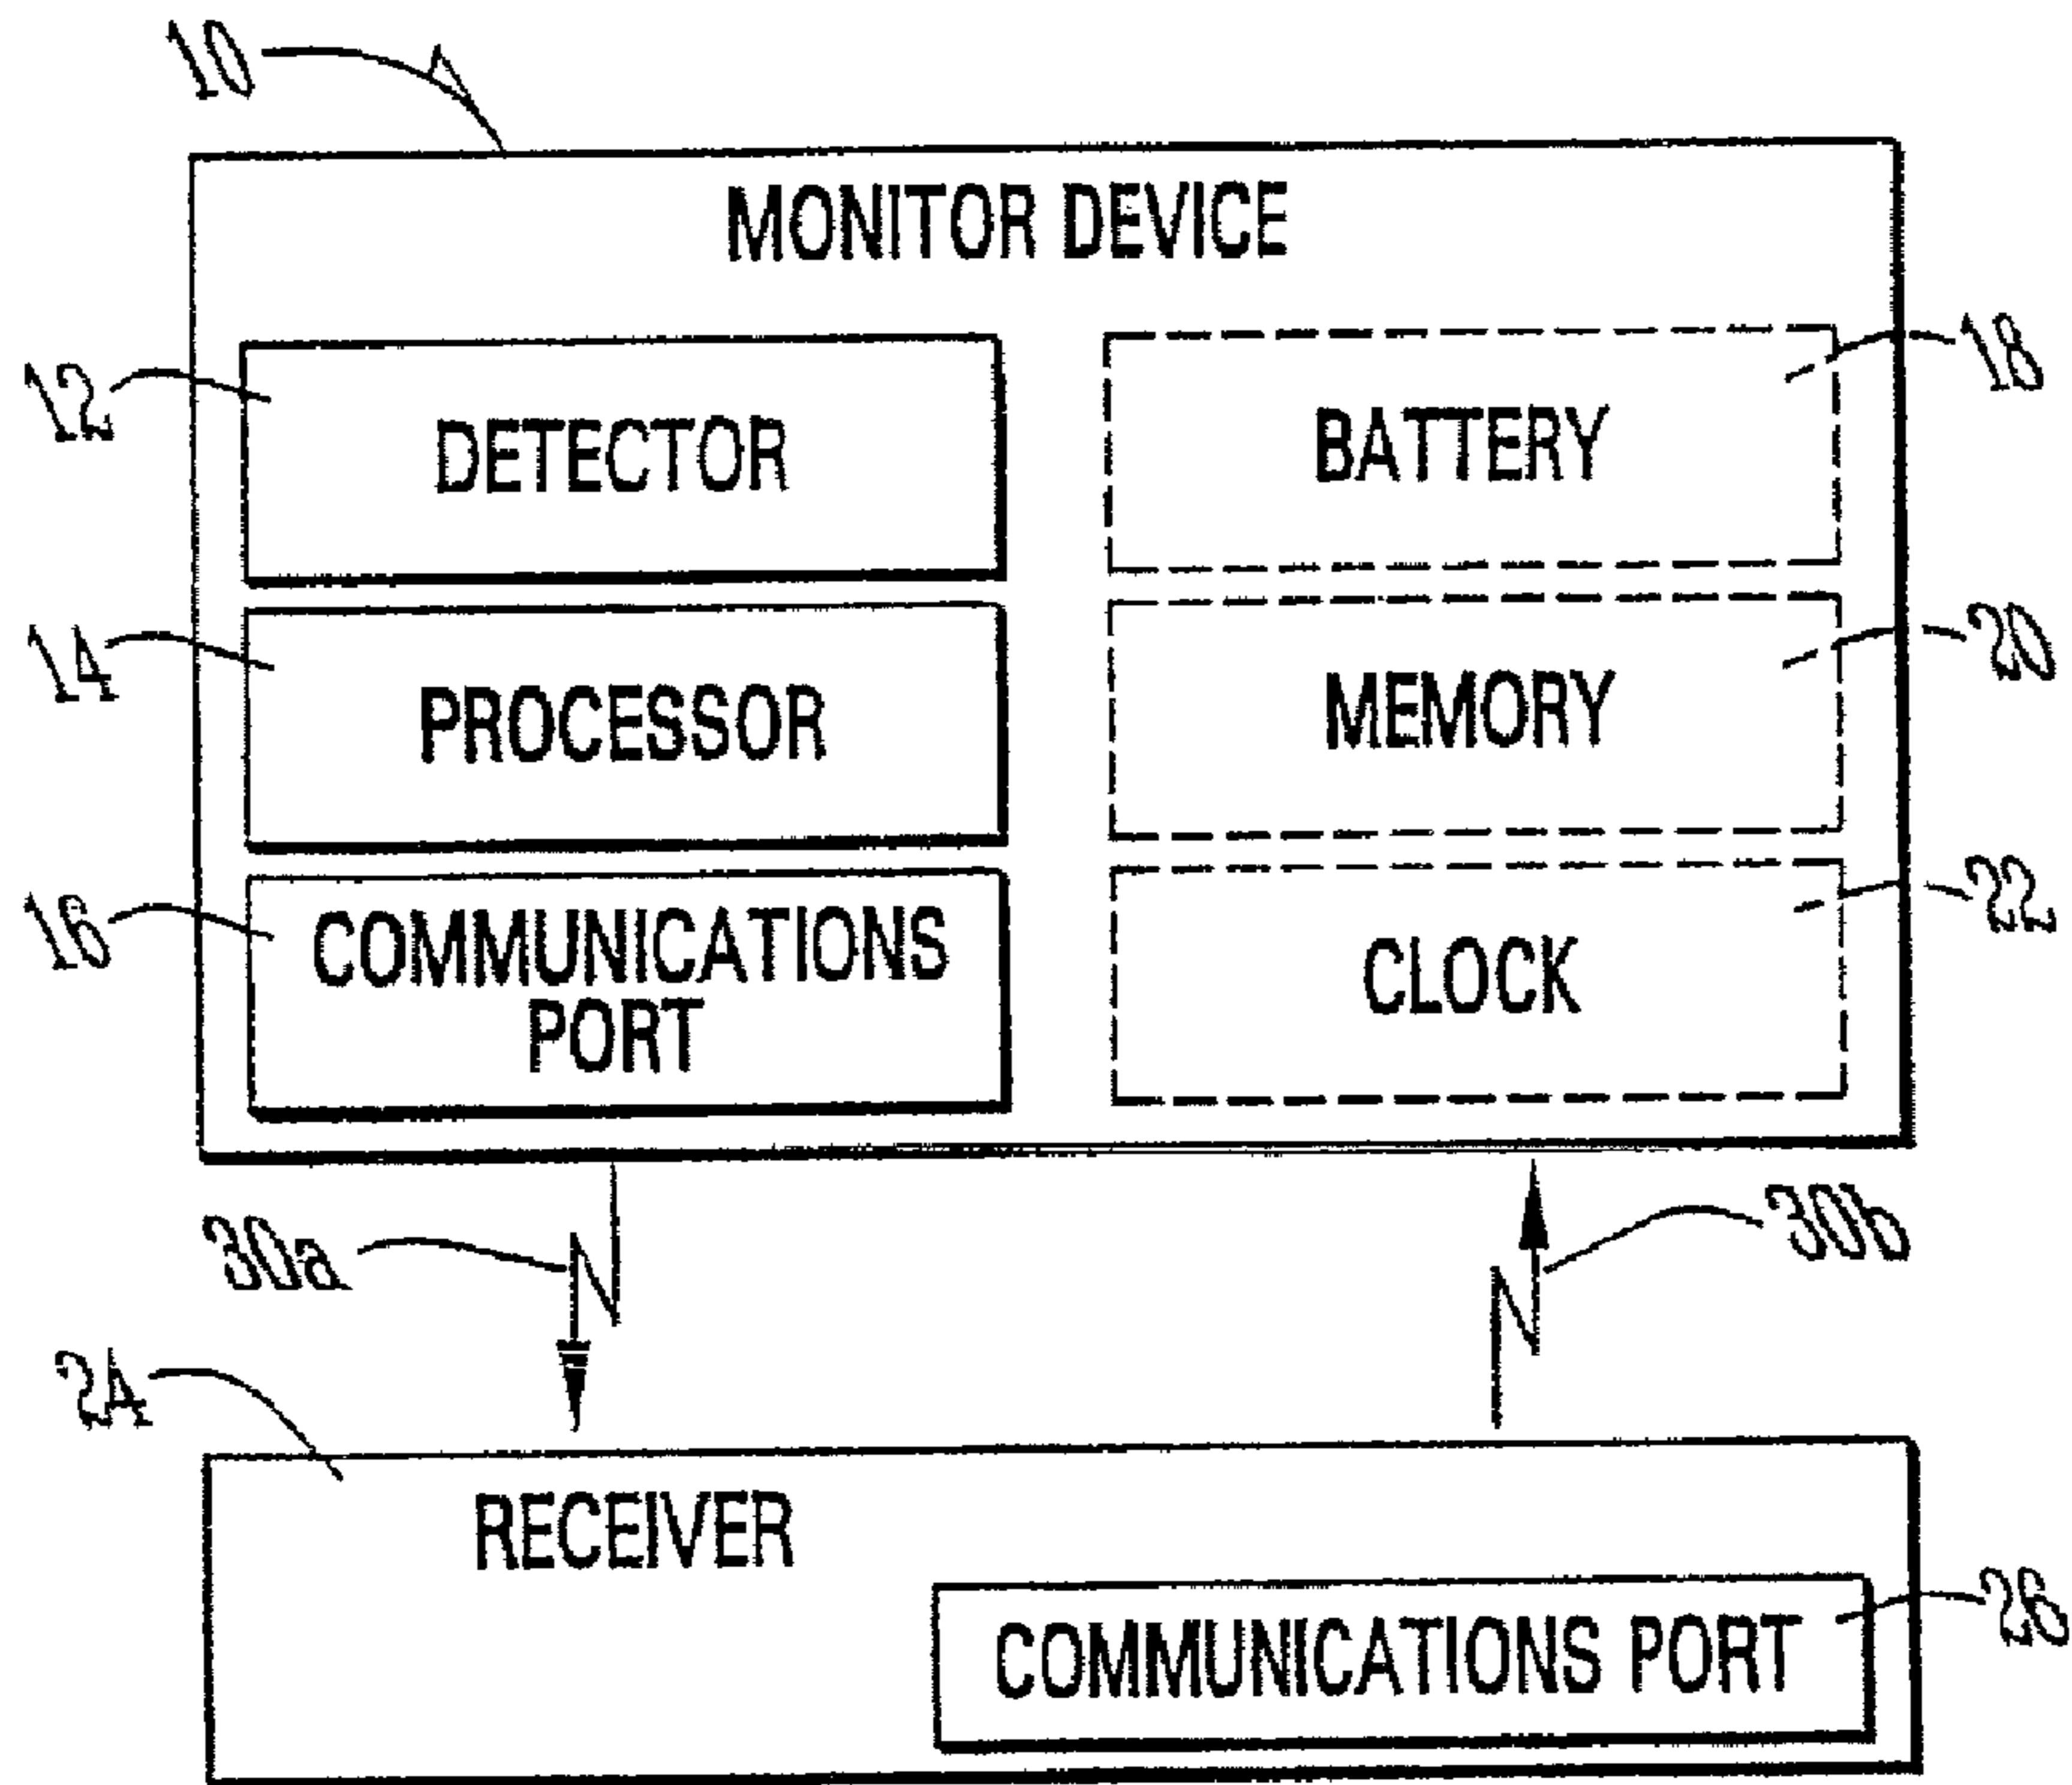 10
MONITOR DEVICE
12
DETECTOR
BATTERY
18
14
PROCESSOR
MEMORY
20
16
COMMUNICATIONS
PORT
CLOCK
22
30a
30b
24
RECEIVER
COMMUNICATIONS PORT
26